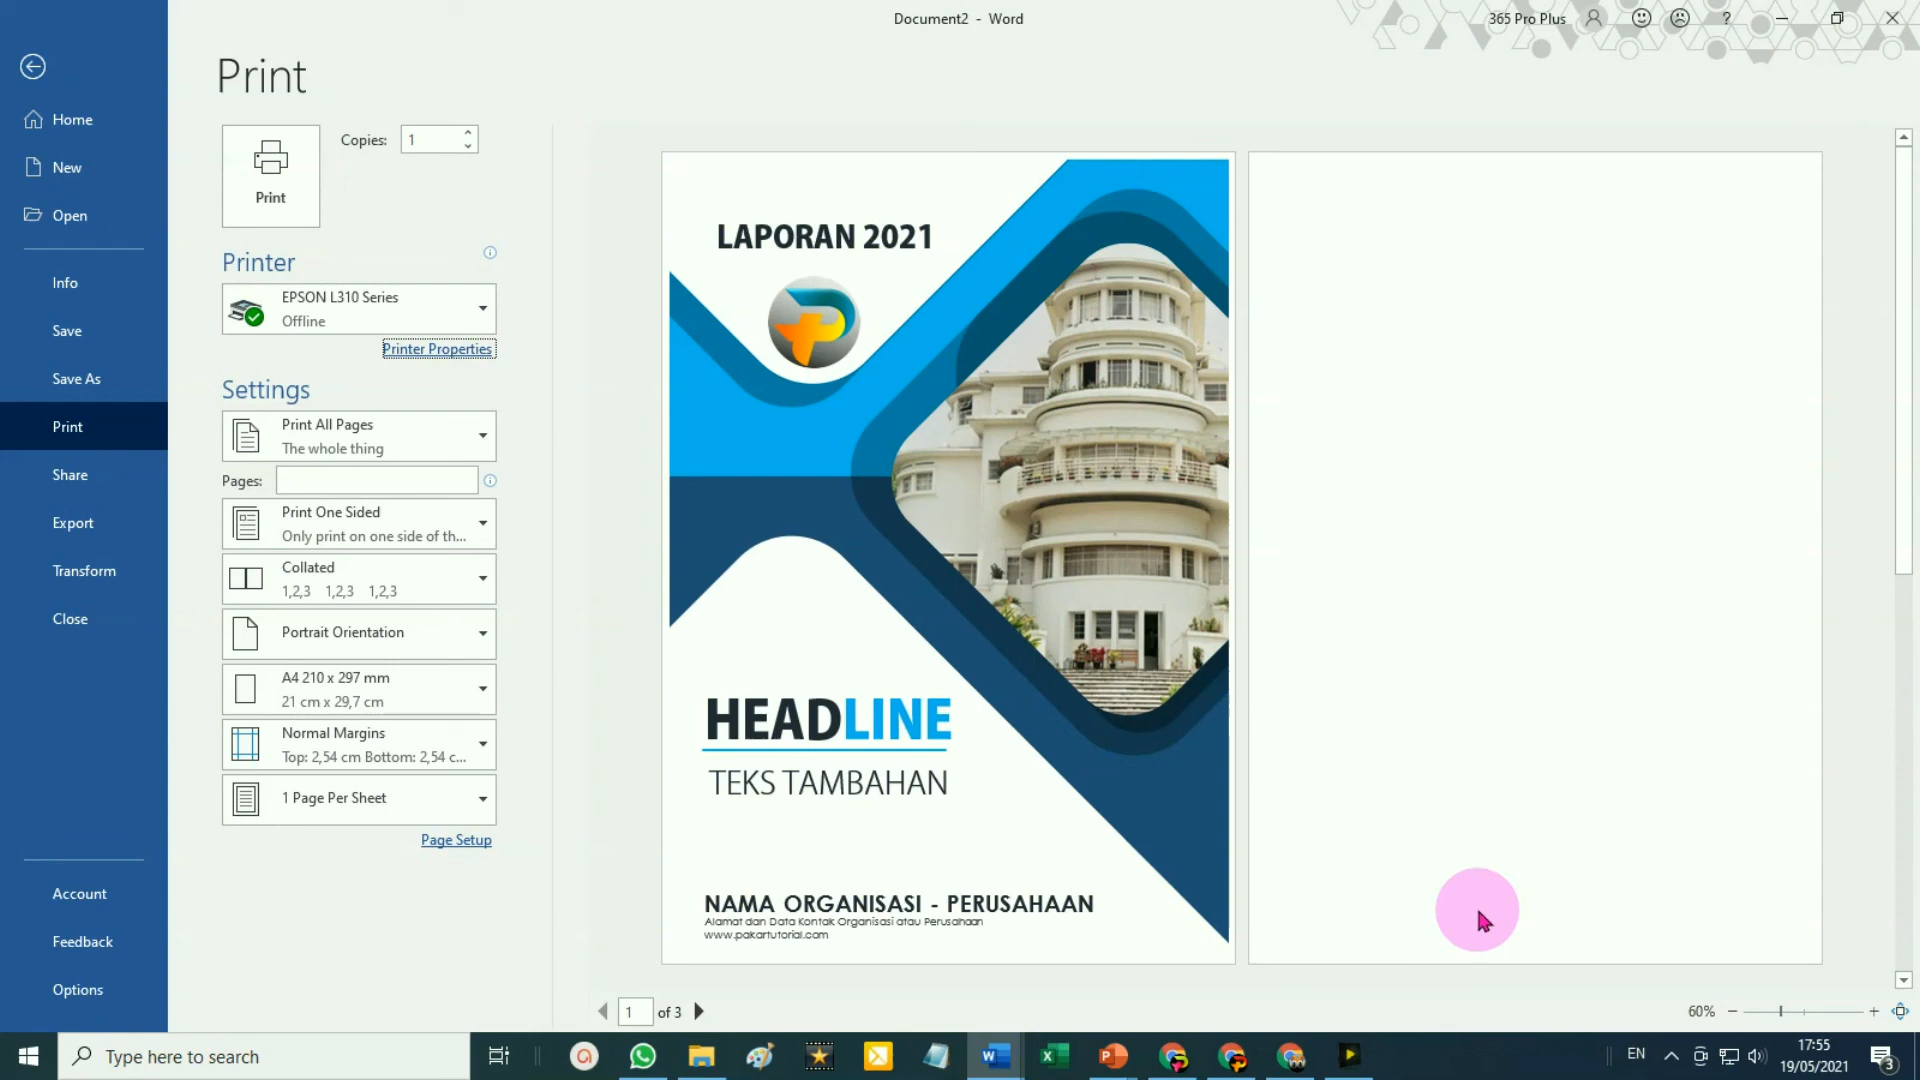 Document2 - Word
365 Pro Plus
?
Print
Home
New
Open
Info
Save
Save As
Print
Share
Export
Transform
Close
Account
Feedback
Options
Print
Copies:
1
Printer
EPSON L310 Series
Offline
Printer Properties
Settings
Print All Pages
The whole thing
Pages:
Print One Sided
Only print on one side of th...
Collated
1,2,3 1,2,3 1,2,3
Portrait Orientation
A4 210 x 297 mm
21 cm x 29,7 cm
Normal Margins
Top: 2,54 cm Bottom: 2,54 c...
1 Page Per Sheet
Page Setup
LAPORAN 2021
HEADLINE
TEKS TAMBAHAN
NAMA ORGANISASI - PERUSAHAAN
Alamat dan Data Kontak Organisasi atau Perusahaan
www.pakartutorial.com
1 of 3
60%
Type here to search
EN
17:55
19/05/2021
3